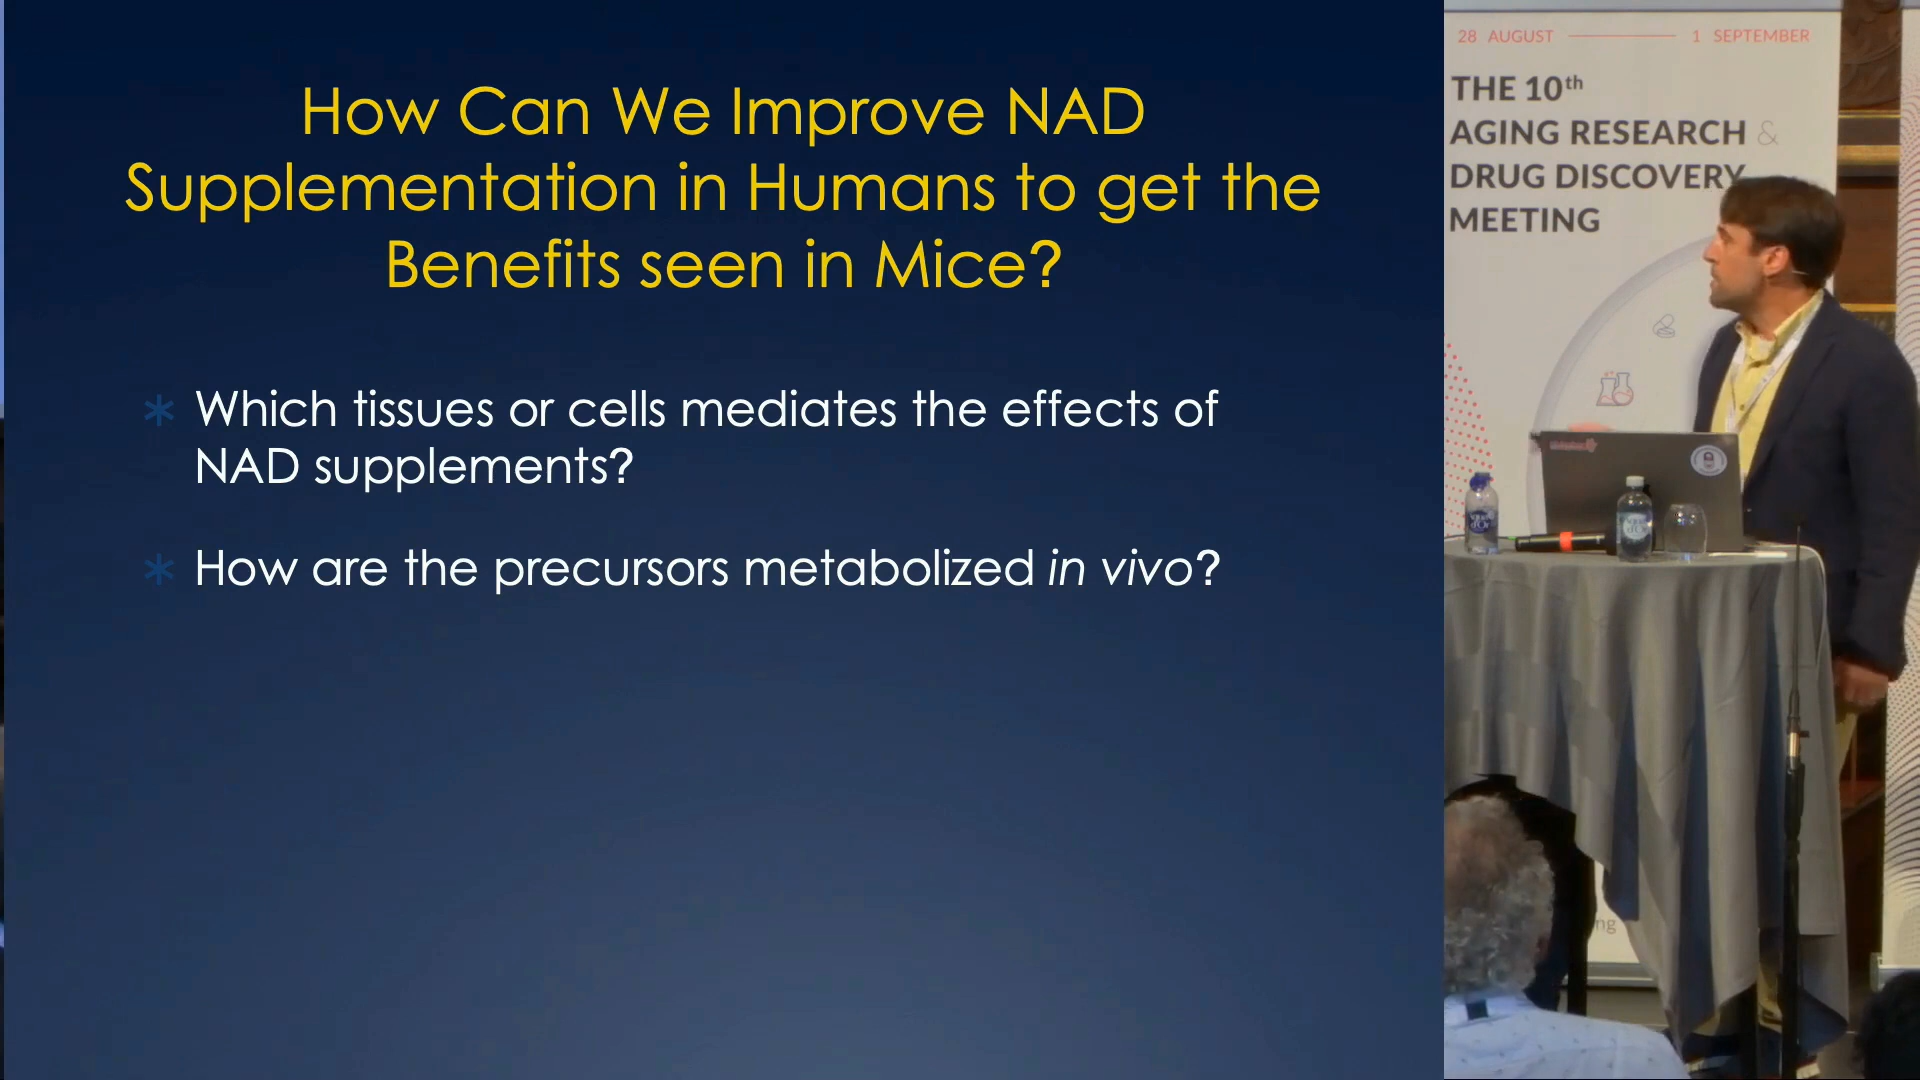 How Can We Improve NAD
Supplementation in Humans to get the
Benefits seen in Mice?
Which tissues or cells mediates the effects of
NAD supplements?
How are the precursors metabolized in vivo?
28 AUGUST 1 SEPTEMBER
THE 10th
AGING RESEARCH &
DRUG DISCOVERY
MEETING